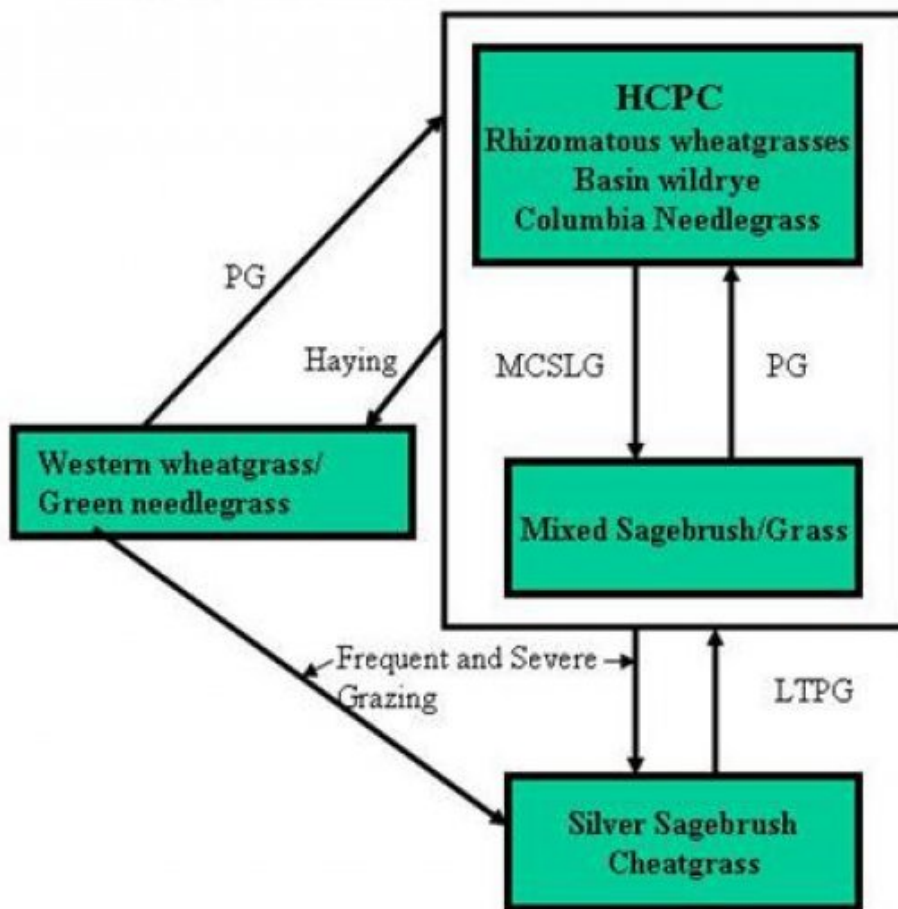 HCPC
Rhizomatous wheatgrasses
Basin wildrye
Columbia Needlegrass
PG
Haying
MCSLG
PG
Western wheatgrass/
Green needlegrass
Mixed Sagebrush/Grass
Frequent and Severe
Grazing
LTPG
Silver Sagebrush
Cheatgrass